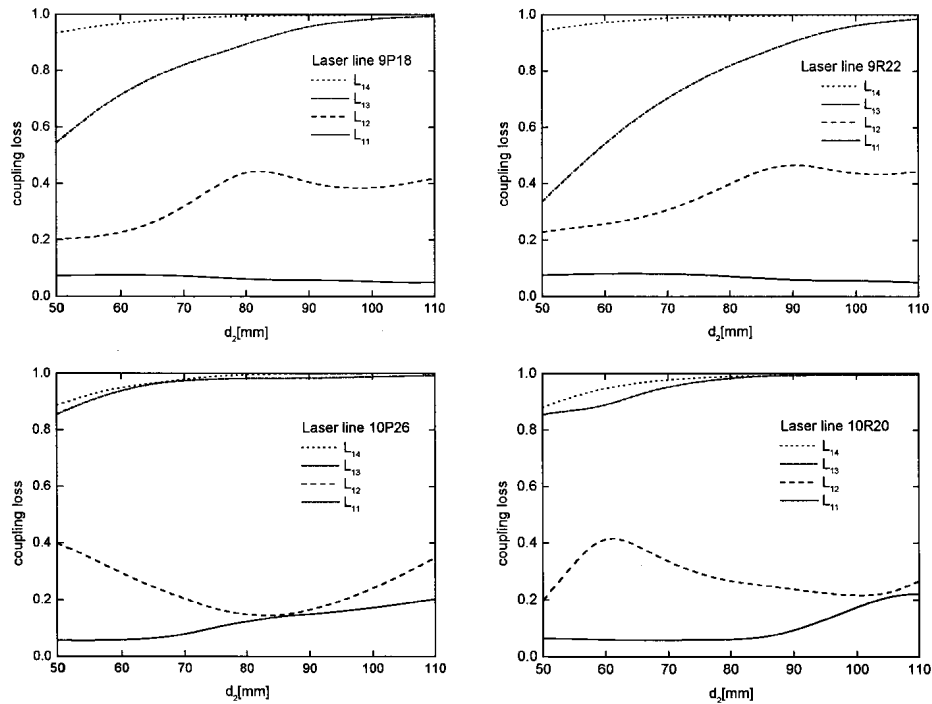 1.0
0.8
0.6
0.4
0.2
0.0
coupling loss
Laser line 9P18
L14
L13
L12
L11
50 60 70 80 90 100 110
d2[mm]
1.0
0.8
0.6
0.4
0.2
0.0
coupling loss
Laser line 9R22
L14
L13
L12
L11
50 60 70 80 90 100 110
d2[mm]
1.0
0.8
0.6
0.4
0.2
0.0
coupling loss
Laser line 10P26
L14
L13
L12
L11
50 60 70 80 90 100 110
d2[mm]
1.0
0.8
0.6
0.4
0.2
0.0
coupling loss
Laser line 10R20
L14
L13
L12
L11
50 60 70 80 90 100 110
d2[mm]